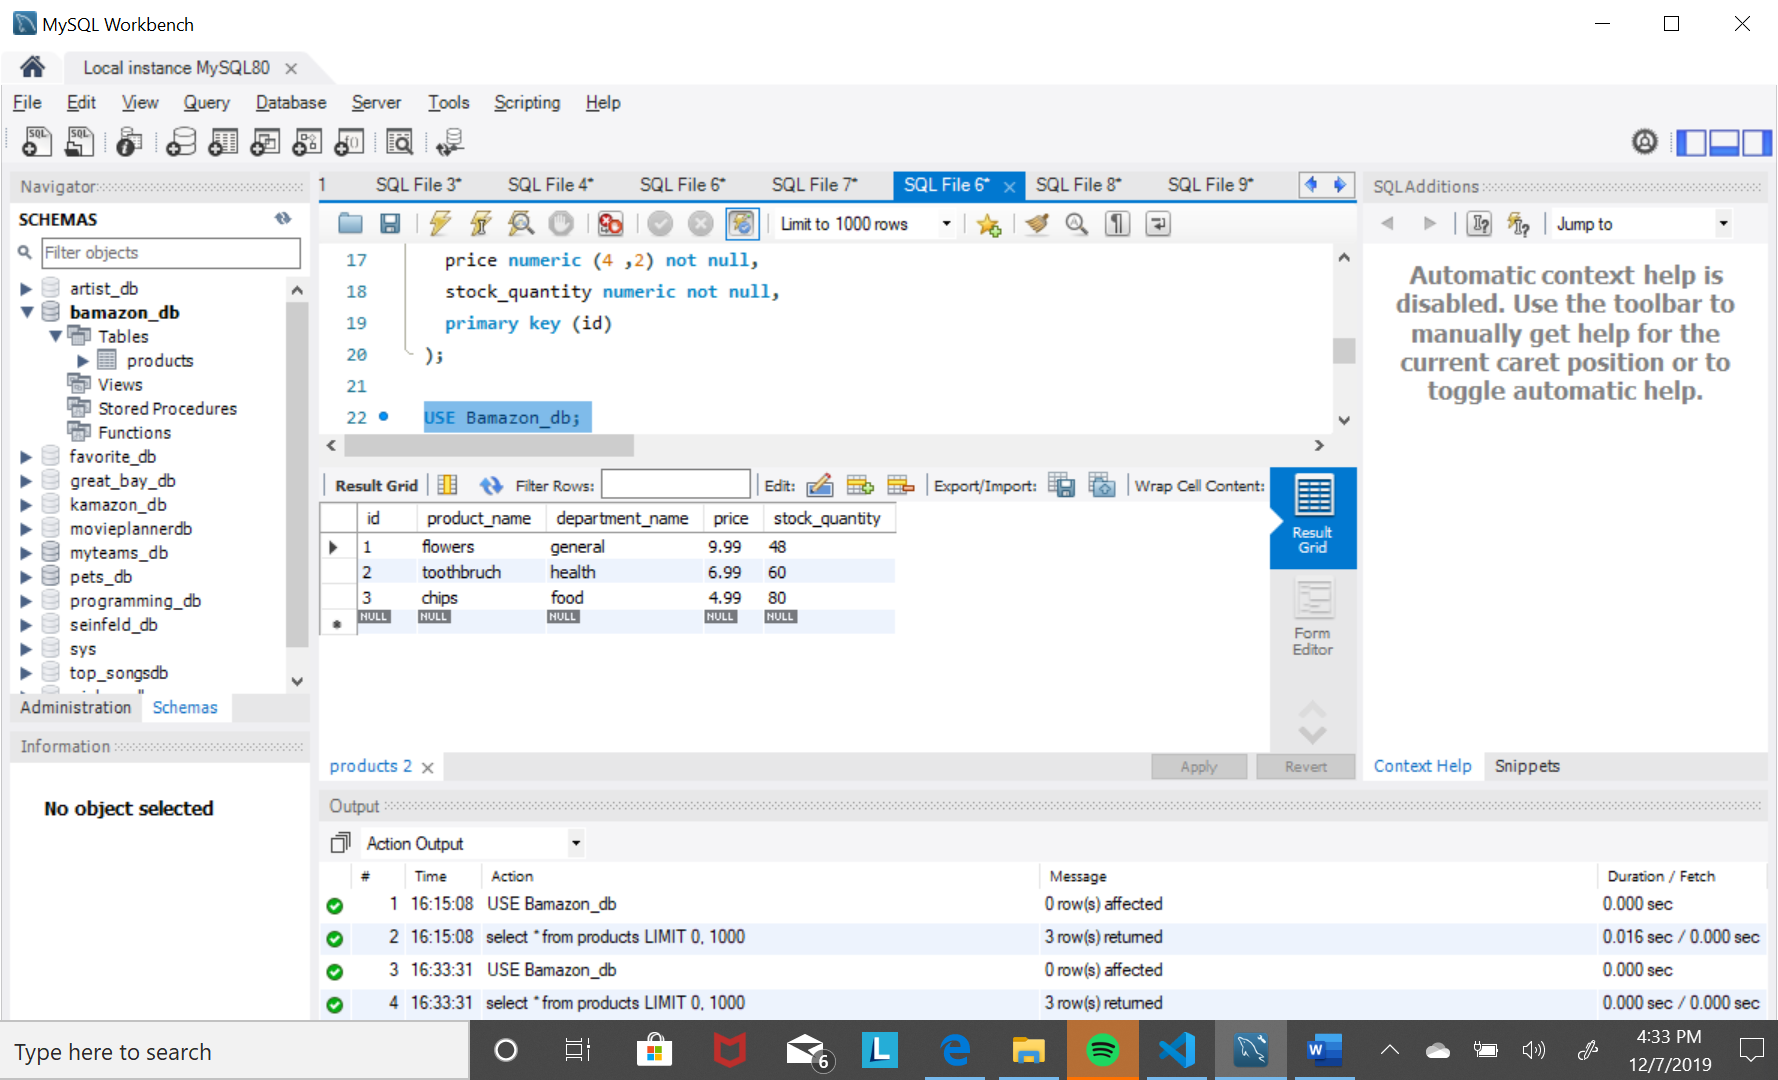 MySQL Workbench
Local instance MySQL80
File Edit View Query Database Server Tools Scripting Help
Navigator
SCHEMAS
Filter objects
artist_db
bamazon_db
Tables
products
Views
Stored Procedures
Functions
favorite_db
great_bay_db
kamazon_db
movieplannerdb
myteams_db
pets_db
programming_db
seinfeld_db
sys
top_songsdb
Administration Schemas
Information
No object selected
1 SQL File 3* SQL File 4* SQL File 6* SQL File 7* SQL File 6* SQL File 8* SQL File 9*
Limit to 1000 rows
17 price numeric (4 ,2) not null,
18 stock_quantity numeric not null,
19 primary key (id)
20 );
21
22 USE Bamazon_db;
Result Grid Filter Rows: Edit: Export/Import: Wrap Cell Content:
id product_name department_name price stock_quantity
1 flowers general 9.99 48
2 toothbruch health 6.99 60
3 chips food 4.99 80
NULL NULL NULL NULL NULL
Result
Grid
Form
Editor
products 2
Apply Revert
SQLAdditions
Jump to
Automatic context help is
disabled. Use the toolbar to
manually get help for the
current caret position or to
toggle automatic help.
Context Help Snippets
Output
Action Output
# Time Action Message Duration / Fetch
1 16:15:08 USE Bamazon_db 0 row(s) affected 0.000 sec
2 16:15:08 select * from products LIMIT 0, 1000 3 row(s) returned 0.016 sec / 0.000 sec
3 16:33:31 USE Bamazon_db 0 row(s) affected 0.000 sec
4 16:33:31 select * from products LIMIT 0, 1000 3 row(s) returned 0.000 sec / 0.000 sec
Type here to search
6
4:33 PM
12/7/2019